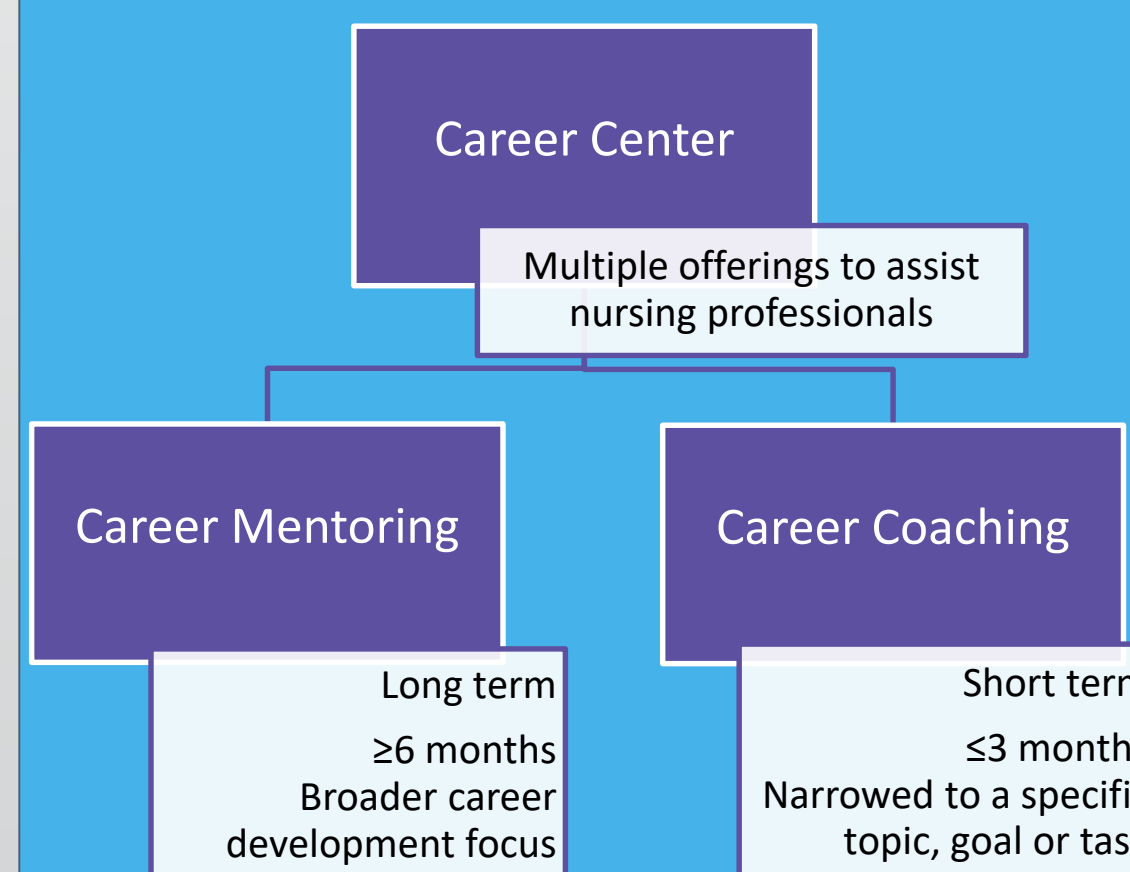 Career Center
Multiple offerings to assist
nursing professionals
Career Mentoring
Long term
≥6 months
Broader career
development focus
Career Coaching
Short
≤3
Narrowed to a
topic, goal or